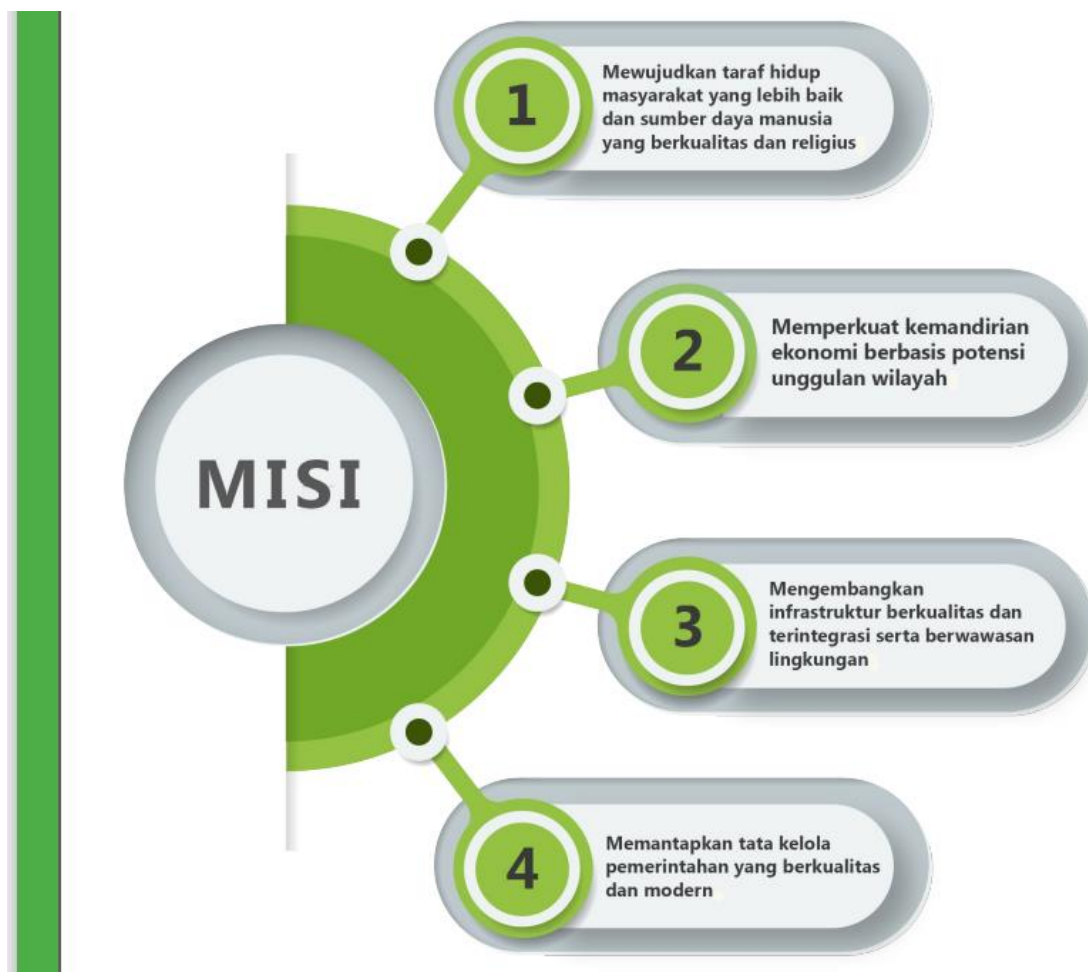 MISI
1
Mewujudkan taraf hidup
masyarakat yang lebih baik
dan sumber daya manusia
yang berkualitas dan religius
2
Memperkuat kemandirian
ekonomi berbasis potensi
unggulan wilayah
3
Mengembangkan
infrastruktur berkualitas dan
terintegrasi serta berwawasan
lingkungan
4
Memantapkan tata kelola
pemerintahan yang berkualitas
dan modern